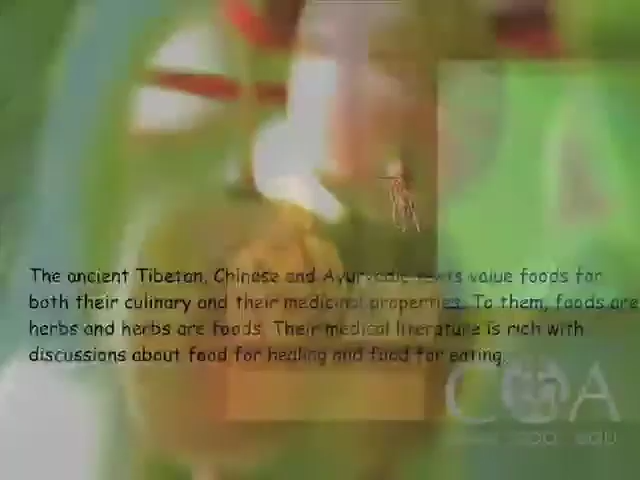 The ancient Tibetan, Chinese and Ayurvedic texts value foods for
both their culinary and their medicinal properties. To them, foods are
herbs and herbs are foods. Their medical literature is rich with
discussions about food for healing and food for eating.
COA